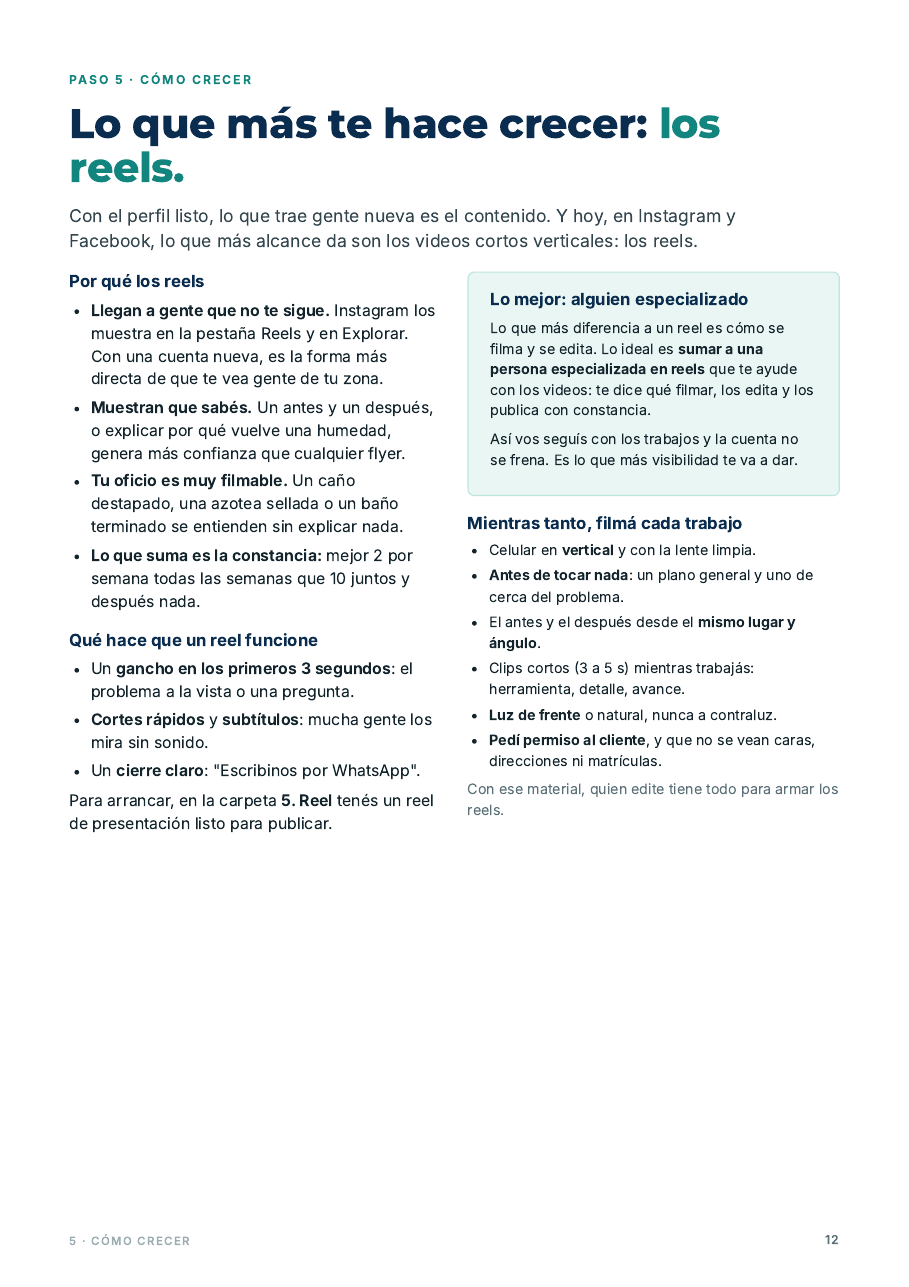 PASO 5 · CÓMO CRECER
Lo que más te hace crecer: los
reels.
Con el perfil listo, lo que trae gente nueva es el contenido. Y hoy, en Instagram y
Facebook, lo que más alcance da son los videos cortos verticales: los reels.
Por qué los reels
• Llegan a gente que no te sigue. Instagram los
muestra en la pestaña Reels y en Explorar.
Con una cuenta nueva, es la forma más
directa de que te vea gente de tu zona.
• Muestran que sabés. Un antes y un después,
o explicar por qué vuelve una humedad,
genera más confianza que cualquier flyer.
• Tu oficio es muy filmable. Un caño
destapado, una azotea sellada o un baño
terminado se entienden sin explicar nada.
• Lo que suma es la constancia: mejor 2 por
semana todas las semanas que 10 juntos y
después nada.
Qué hace que un reel funcione
• Un gancho en los primeros 3 segundos: el
problema a la vista o una pregunta.
• Cortes rápidos y subtítulos: mucha gente los
mira sin sonido.
• Un cierre claro: "Escribinos por WhatsApp".
Para arrancar, en la carpeta 5. Reel tenés un reel
de presentación listo para publicar.
Lo mejor: alguien especializado
Lo que más diferencia a un reel es cómo se
filma y se edita. Lo ideal es sumar a una
persona especializada en reels que te ayude
con los videos: te dice qué filmar, los edita y los
publica con constancia.
Así vos seguís con los trabajos y la cuenta no
se frena. Es lo que más visibilidad te va a dar.
Mientras tanto, filmá cada trabajo
• Celular en vertical y con la lente limpia.
• Antes de tocar nada: un plano general y uno de
cerca del problema.
• El antes y el después desde el mismo lugar y
ángulo.
• Clips cortos (3 a 5 s) mientras trabajás:
herramienta, detalle, avance.
• Luz de frente o natural, nunca a contraluz.
• Pedí permiso al cliente, y que no se vean caras,
direcciones ni matrículas.
Con ese material, quien edite tiene todo para armar los
reels.
5 · CÓMO CRECER
12